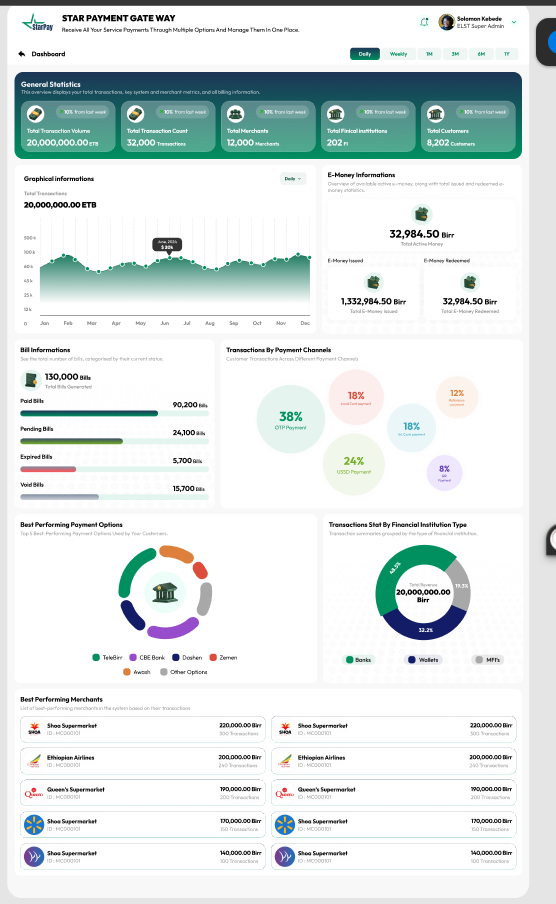 StarPay
STAR PAYMENT GATE WAY
Receive All Your Service Payments Through Multiple Options And Manage Them In One Place.
Soloman Kebede
ELST Super Admin
Dashboard
Daily
Weekly
1M
3M
6M
1Y
General Statistics
This overview displays your total transactions, key system and merchant metrics, and all billing information.
10% from last week
Total Transaction Volume
20,000,000.00 ETB
10% from last week
Total Transaction Count
32,000 Transactions
10% from last week
Total Merchants
12,000 Merchants
10% from last week
Total Finical Institutions
202 FI
10% from last week
Total Customers
8,202 Customers
Graphical informations
Daily
Total Transactions
20,000,000.00 ETB
100 k
60 k
45 k
25 k
12 k
0
June, 2024
$ 20k
Jan
Feb
Mar
Apr
May
Jun
Jul
Aug
Sep
Oct
Nov
Dec
E-Money Informations
Overview of available active e-money, along with total issued and redeemed e-
money statistics.
32,984.50 Birr
Total Active Money
E-Money Issued
1,332,984.50 Birr
Total E-Money Issued
E-Money Redeemed
32,984.50 Birr
Total E-Money Redeemed
Bill Informations
See the total number of bills, categorised by their current status.
130,000 Bills
Total Bills Generated
Paid Bills
90,200 Bills
Pending Bills
24,100 Bills
Expired Bills
5,700 Bills
Void Bills
15,700 Bills
Transactions By Payment Channels
Customer Transactions Across Different Payment Channels
38%
OTP Payment
18%
12%
18%
24%
USSD Payment
8%
QR
Payment
Best Performing Payment Options
Top 5 Best-Performing Payment Options Used by Your Customers.
TeleBirr
CBE Bank
Dashen
Zemen
Awash
Other Options
Transactions Stat By Financial Institution Type
Transactive summaries grouped by the type of financial institution.
Total Revenue
20,000,000.00
Birr
32.2%
Banks
Wallets
MFI's
Best Performing Merchants
List of best-performing merchants in the system based on their transactions
SHOA
Shoa Supermarket
ID : MC000101
220,000.00 Birr
300 Transactions
SHOA
Shoa Supermarket
ID : MC000101
220,000.00 Birr
300 Transactions
Ethiopian Airlines
ID : MC000101
200,000.00 Birr
240 Transactions
Ethiopian Airlines
ID : MC000101
200,000.00 Birr
240 Transactions
Queen's
Queen's Supermarket
ID : MC000101
190,000.00 Birr
200 Transactions
Queen's
Queen's Supermarket
ID : MC000101
190,000.00 Birr
200 Transactions
Shoa Supermarket
ID : MC000101
170,000.00 Birr
150 Transactions
Shoa Supermarket
ID : MC000101
170,000.00 Birr
150 Transactions
Shoa Supermarket
ID : MC000101
140,000.00 Birr
100 Transactions
Shoa Supermarket
ID : MC000101
140,000.00 Birr
100 Transactions